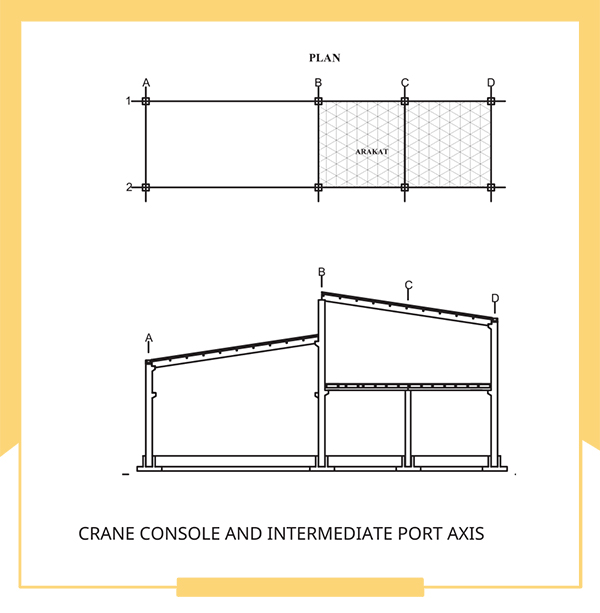 PLAN
A B C D
1
ARAKAT
2
B
C
D
A
CRANE CONSOLE AND INTERMEDIATE PORT AXIS